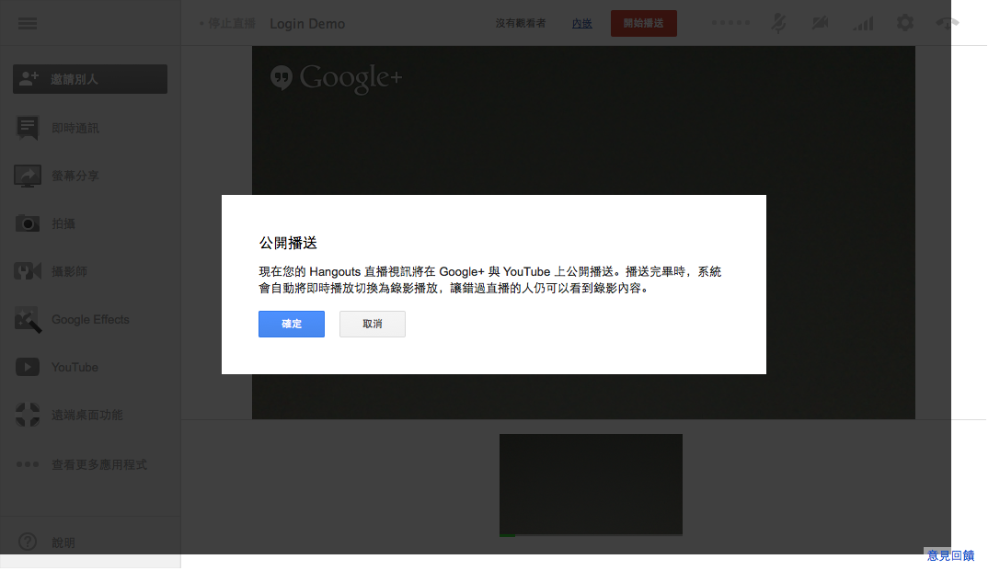 • 停止直播 Login Demo 沒有觀看者 內嵌 開始播送
邀請別人
即時通訊
螢幕分享
拍攝
攝影師
Google Effects
YouTube
遠端桌面功能
查看更多應用程式
說明
Google+
公開播送
現在您的 Hangouts 直播視訊將在 Google+ 與 YouTube 上公開播送。播送完畢時，系統
會自動將即時播放切換為錄影播放，讓錯過直播的人仍可以看到錄影內容。
確定 取消
意見回饋